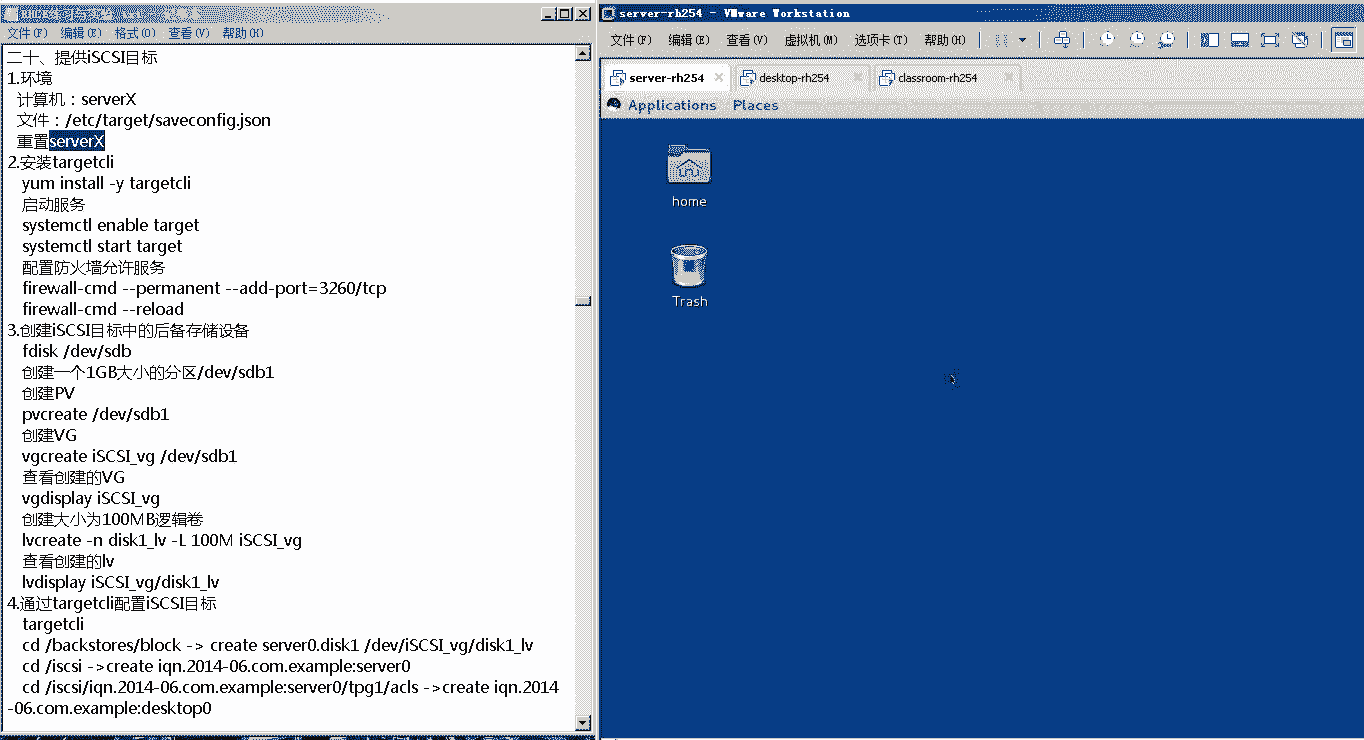 文件(F) 编辑(E) 格式(O) 查看(V) 帮助(H)
二十、提供iSCSI目标
1.环境
计算机：serverX
文件：/etc/target/saveconfig.json
重置serverX
2.安装targetcli
yum install -y targetcli
启动服务
systemctl enable target
systemctl start target
配置防火墙允许服务
firewall-cmd --permanent --add-port=3260/tcp
firewall-cmd --reload
3.创建iSCSI目标中的后备存储设备
fdisk /dev/sdb
创建一个1GB大小的分区/dev/sdb1
创建PV
pvcreate /dev/sdb1
创建VG
vgcreate iSCSI_vg /dev/sdb1
查看创建的VG
vgdisplay iSCSI_vg
创建大小为100MB逻辑卷
lvcreate -n disk1_lv -L 100M iSCSI_vg
查看创建的lv
lvdisplay iSCSI_vg/disk1_lv
4.通过targetcli配置iSCSI目标
targetcli
cd /backstores/block -> create server0.disk1 /dev/iSCSI_vg/disk1_lv
cd /iscsi ->create iqn.2014-06.com.example:server0
cd /iscsi/iqn.2014-06.com.example:server0/tpg1/acls ->create iqn.2014
-06.com.example:desktop0
server-rh254 - VMware Workstation
文件(F) 编辑(E) 查看(V) 虚拟机(M) 选项卡(T) 帮助(H)
server-rh254 desktop-rh254 classroom-rh254
Applications Places
home
Trash